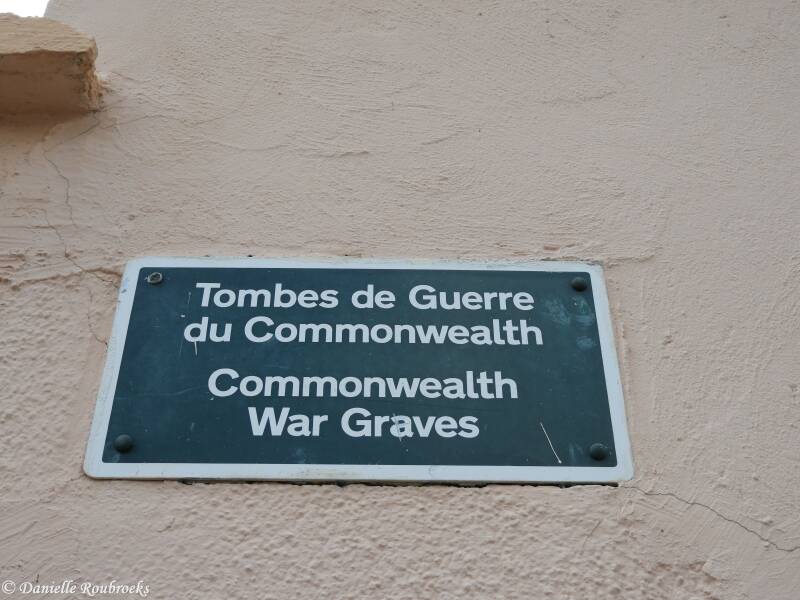 Tombes de Guerre
du Commonwealth
Commonwealth
War Graves
© Danielle Roubroeks